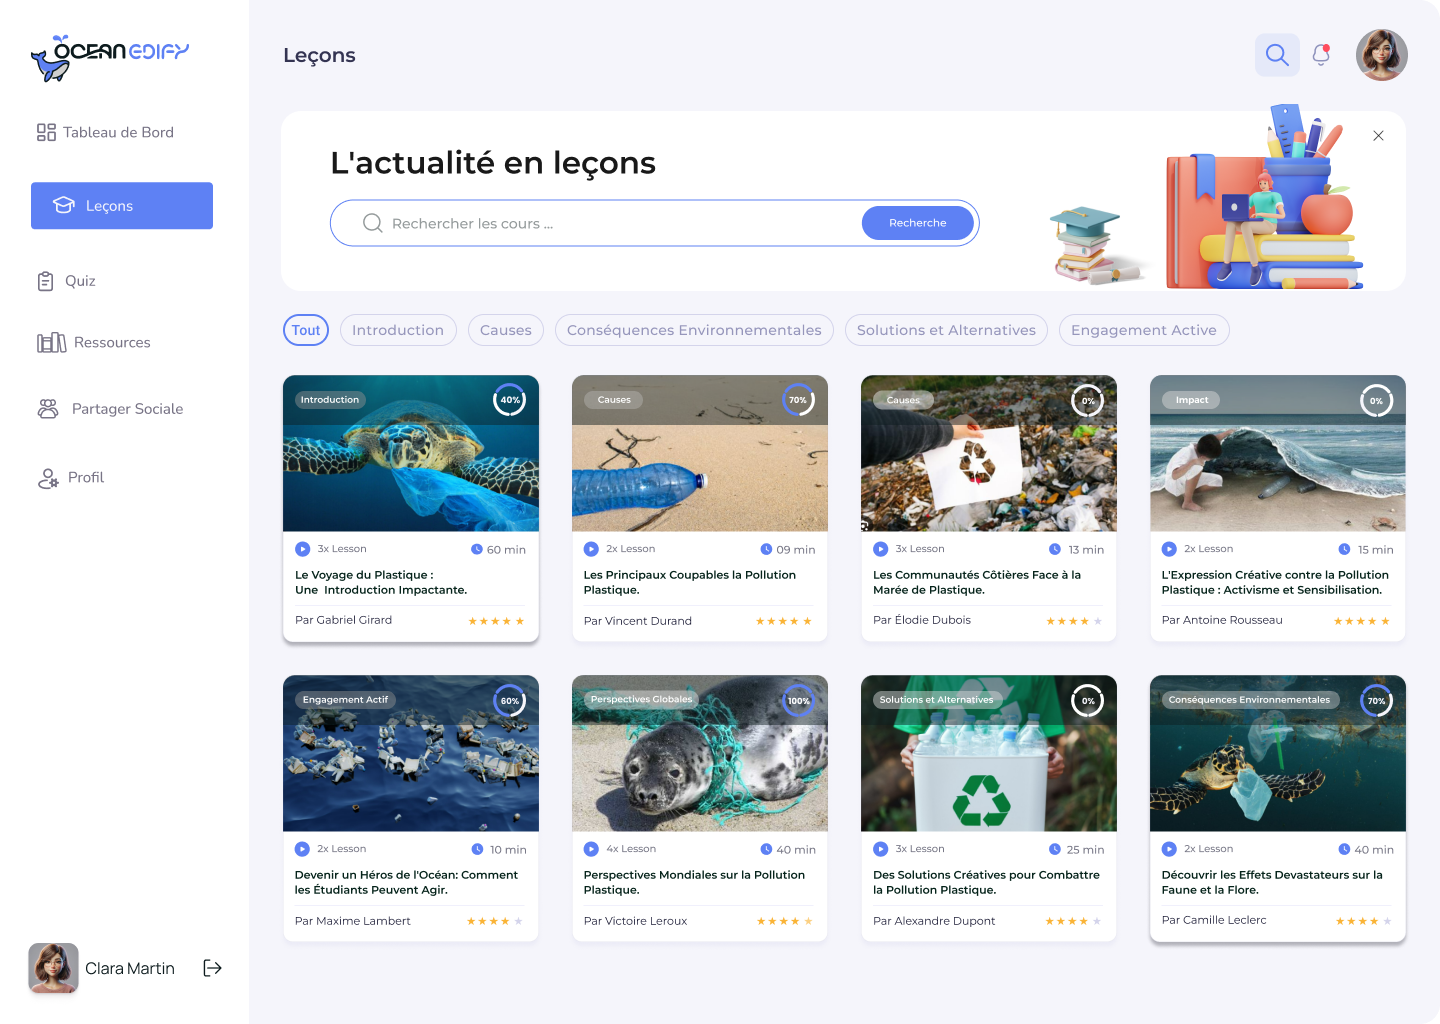 OCEAN EDIFY
Leçons
Tableau de Bord
Leçons
Quiz
Ressources
Partager Sociale
Profil
Clara Martin
L'actualité en leçons
Rechercher les cours ...
Recherche
Tout
Introduction
Causes
Conséquences Environnementales
Solutions et Alternatives
Engagement Active
Introduction
40%
3x Lesson
60 min
Le Voyage du Plastique :
Une Introduction Impactante.
Par Gabriel Girard
Causes
70%
2x Lesson
09 min
Les Principaux Coupables la Pollution
Plastique.
Par Vincent Durand
Causes
0%
3x Lesson
13 min
Les Communautés Côtières Face à la
Marée de Plastique.
Par Élodie Dubois
Impact
0%
2x Lesson
15 min
L'Expression Créative contre la Pollution
Plastique : Activisme et Sensibilisation.
Par Antoine Rousseau
Engagement Actif
60%
2x Lesson
10 min
Devenir un Héros de l'Océan: Comment
les Étudiants Peuvent Agir.
Par Maxime Lambert
Perspectives Globales
100%
4x Lesson
40 min
Perspectives Mondiales sur la Pollution
Plastique.
Par Victoire Leroux
Solutions et Alternatives
0%
3x Lesson
25 min
Des Solutions Créatives pour Combattre
la Pollution Plastique.
Par Alexandre Dupont
Conséquences Environnementales
70%
2x Lesson
40 min
Découvrir les Effets Devastateurs sur la
Faune et la Flore.
Par Camille Leclerc